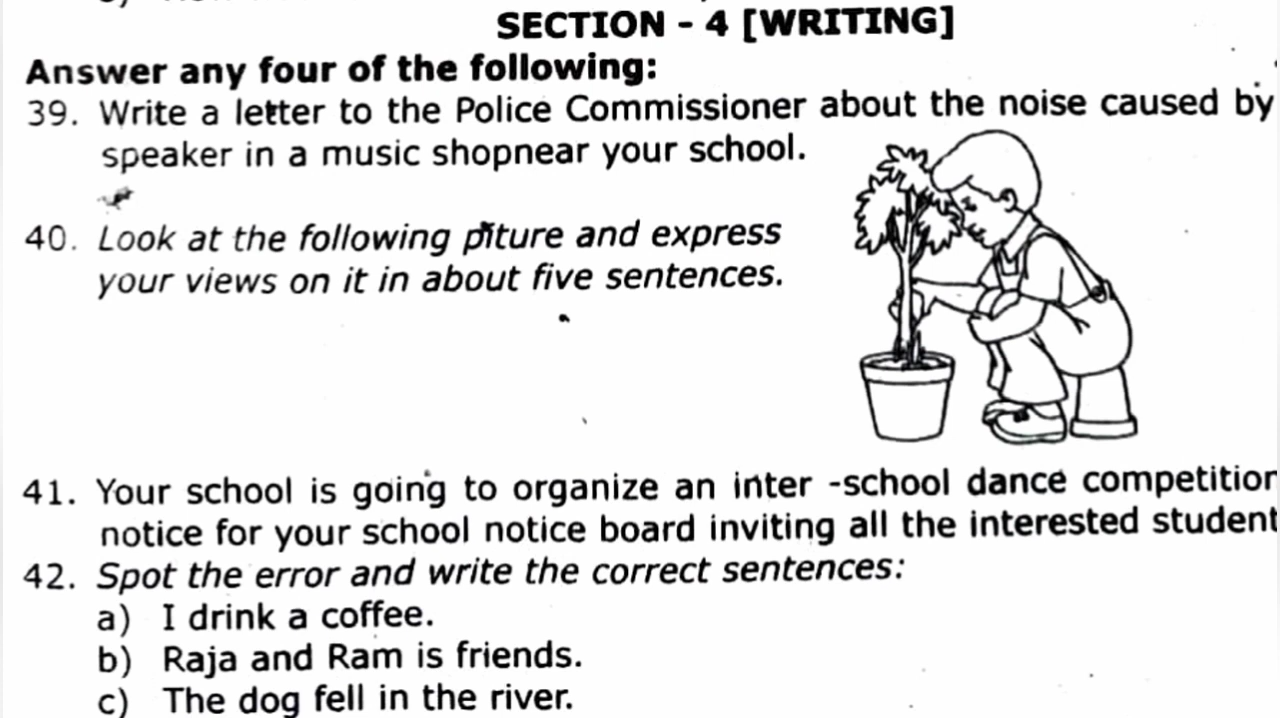 SECTION - 4 [WRITING]
Answer any four of the following:
39. Write a letter to the Police Commissioner about the noise caused by
speaker in a music shopnear your school.
40. Look at the following piture and express
your views on it in about five sentences.
41. Your school is going to organize an inter -school dance competition
notice for your school notice board inviting all the interested student
42. Spot the error and write the correct sentences:
a) I drink a coffee.
b) Raja and Ram is friends.
c) The dog fell in the river.